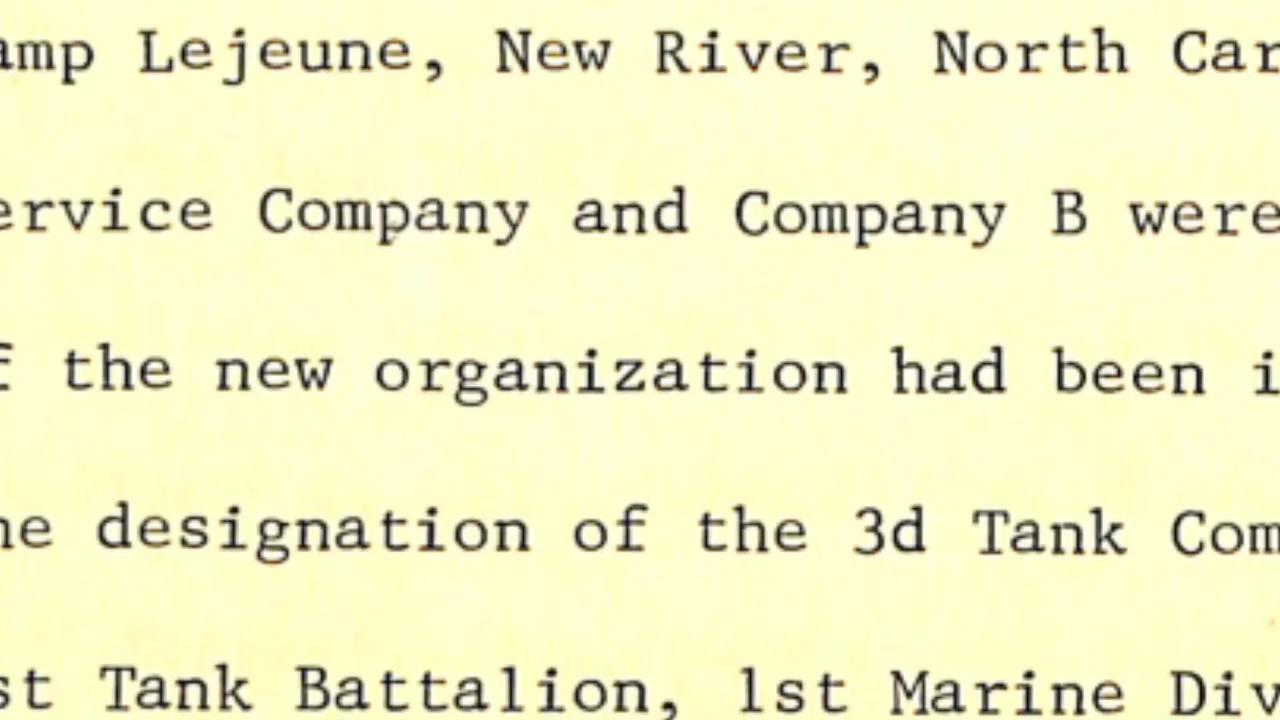 amp Lejeune, New River, North Car
ervice Company and Company B were
f the new organization had been i
he designation of the 3d Tank Com
st Tank Battalion, 1st Marine Div